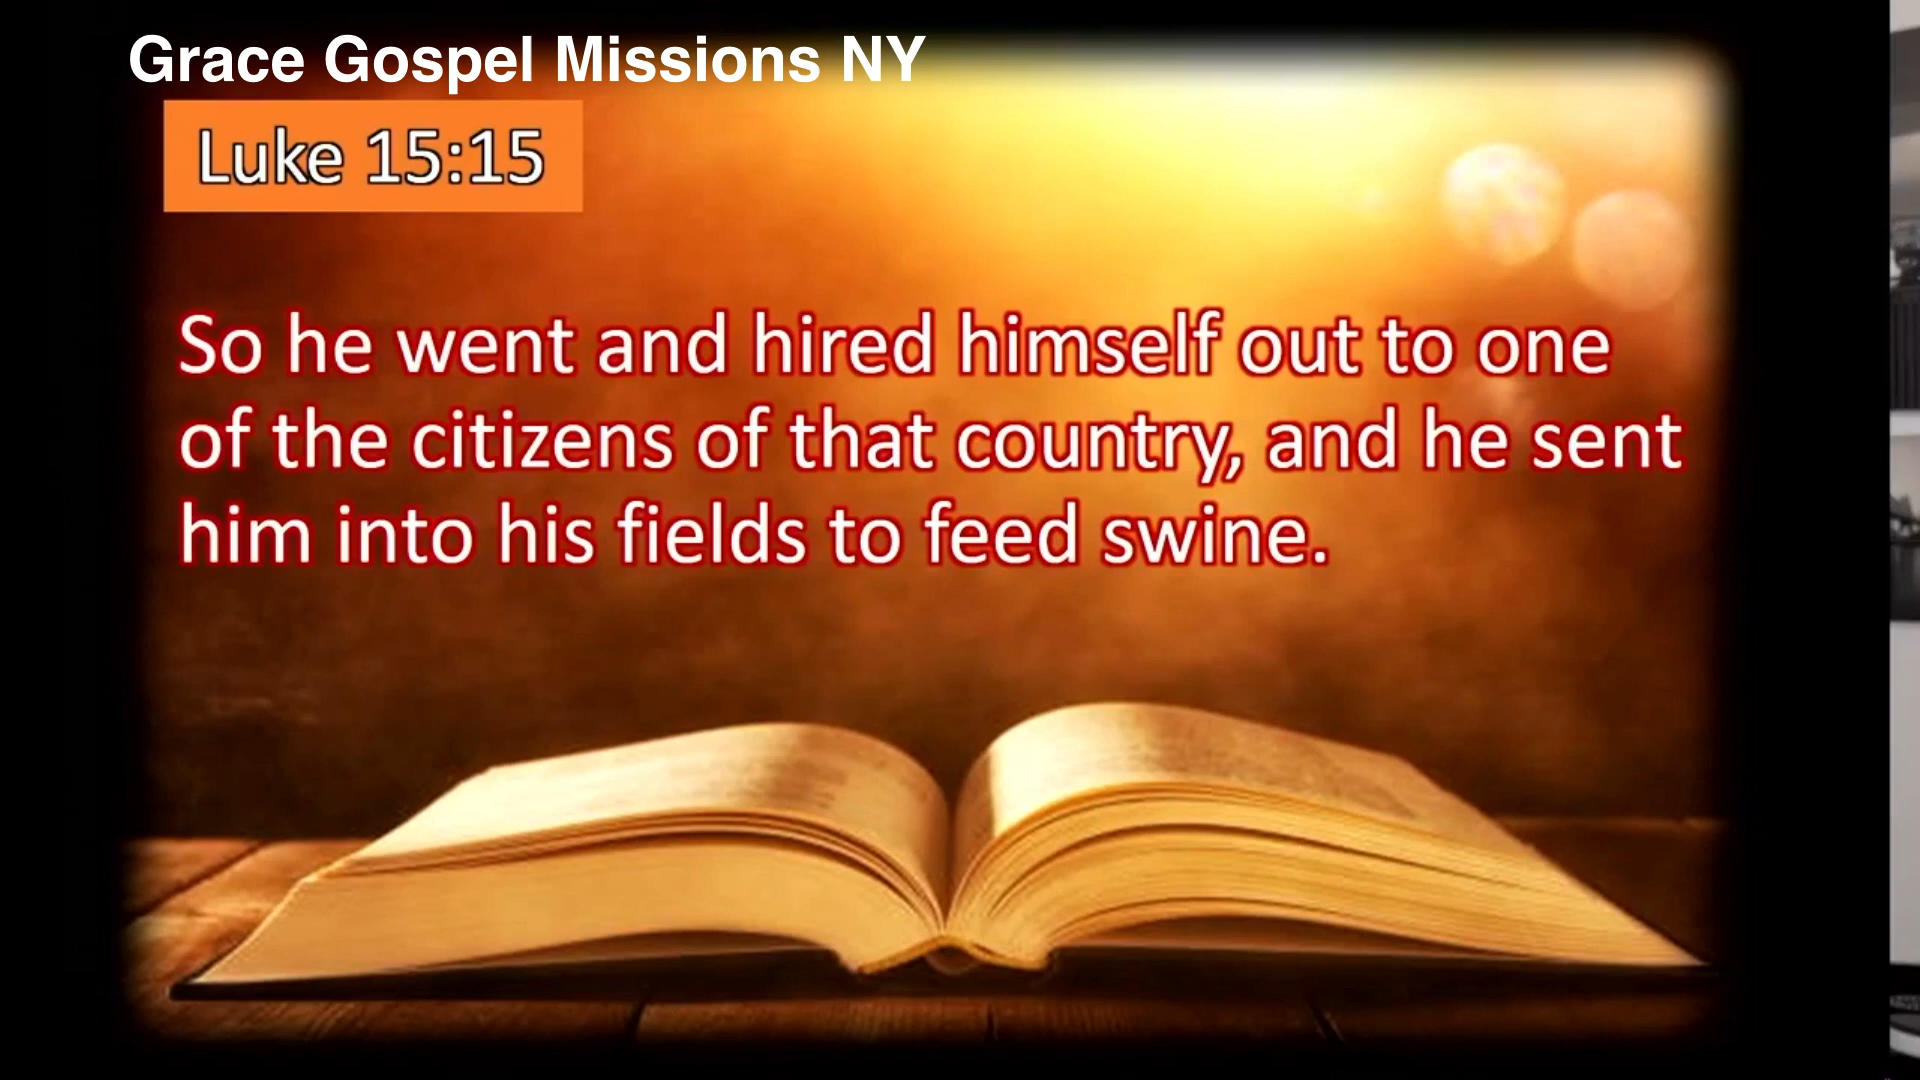 Grace Gospel Missions NY
Luke 15:15
So he went and hired himself out to one
of the citizens of that country, and he sent
him into his fields to feed swine.